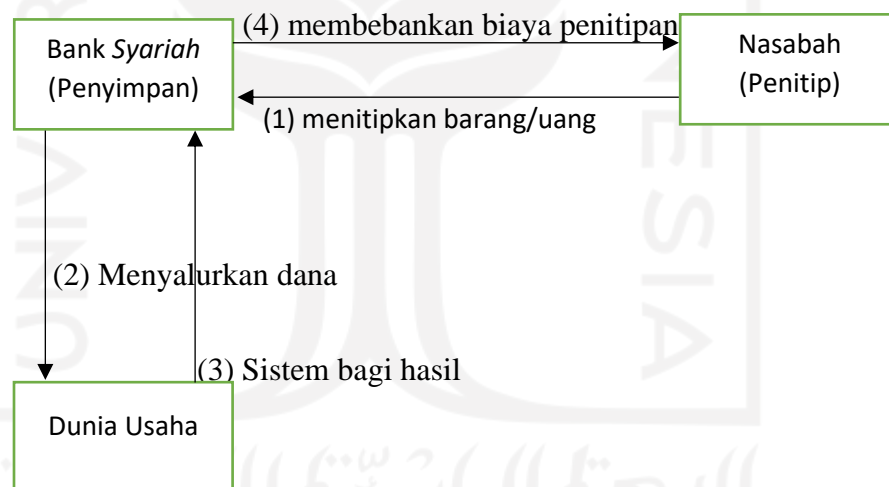 (4) membebankan biaya penitipan
Bank Syariah
(Penyimpan)
Nasabah
(Penitip)
(1) menitipkan barang/uang
(2) Menyalurkan dana
(3) Sistem bagi hasil
Dunia Usaha